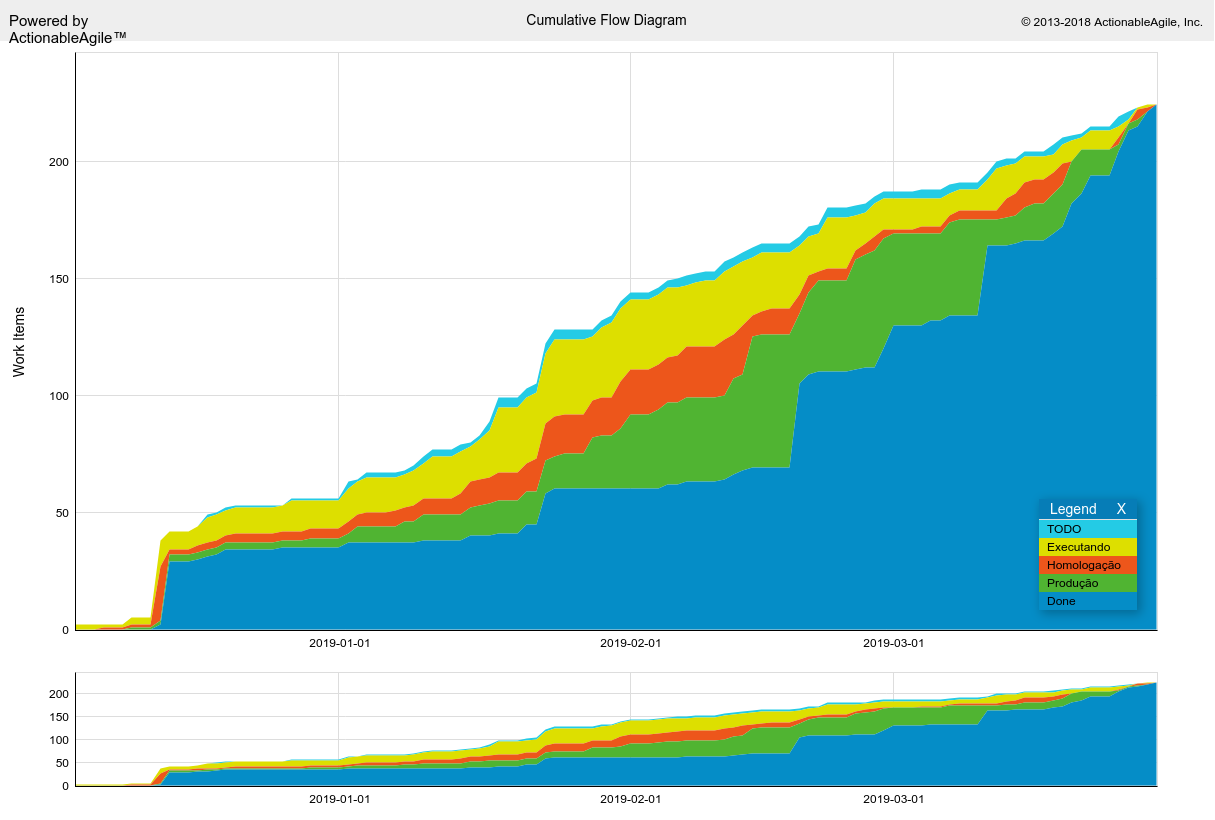 Powered by
ActionableAgile™
Cumulative Flow Diagram
© 2013-2018 ActionableAgile, Inc.
Work Items
200
150
100
50
0
2019-01-01
2019-02-01
2019-03-01
Legend X
TODO
Executando
Homologação
Produção
Done
200
150
100
50
0
2019-01-01
2019-02-01
2019-03-01